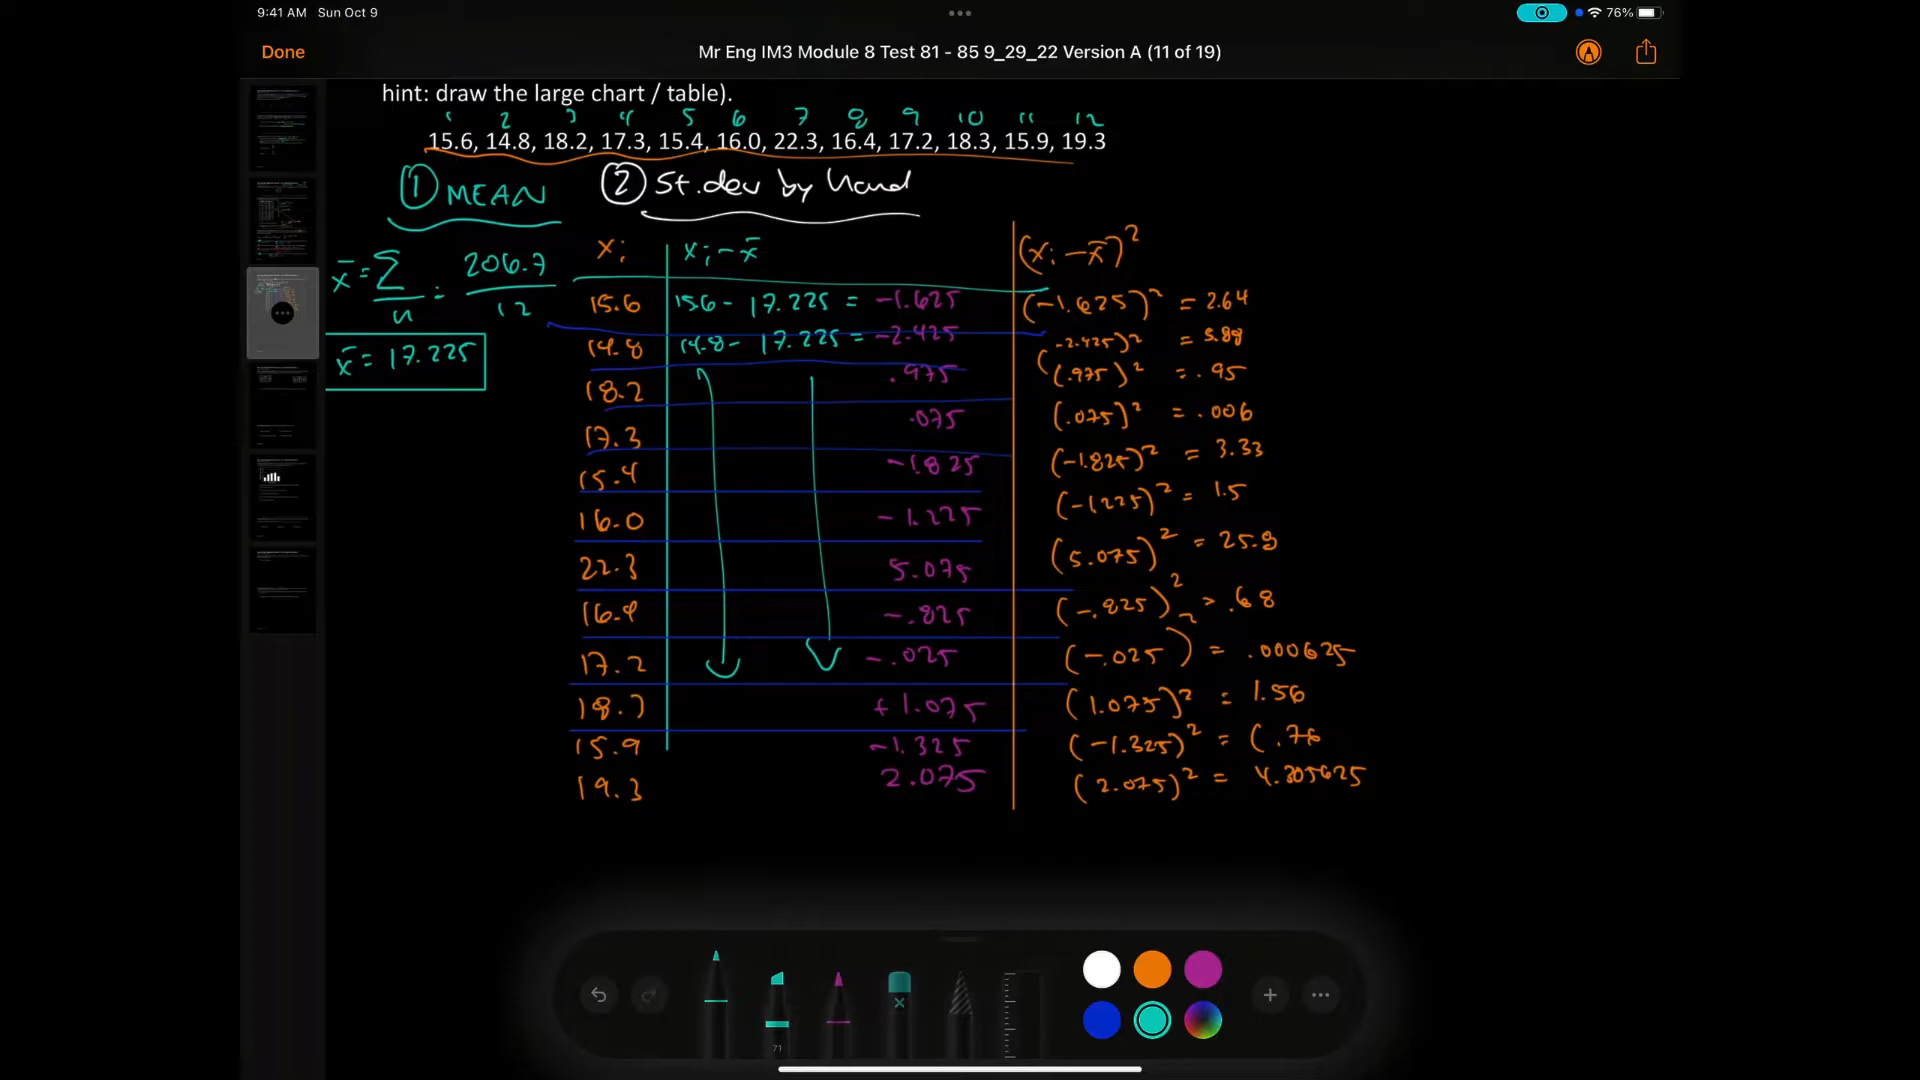 9:41 AM Sun Oct 9
76%
Done
Mr Eng IM3 Module 8 Test 81 - 85 9_29_22 Version A (11 of 19)
hint: draw the large chart / table).
1 2 3 4 5 6 7 8 9 10 11 12
15.6, 14.8, 18.2, 17.3, 15.4, 16.0, 22.3, 16.4, 17.2, 18.3, 15.9, 19.3
① MEAN ② St.dev by hand
x̄ = Σ/n = 206.7/12
x̄ = 17.225
xᵢ xᵢ - x̄ (xᵢ - x̄)²
15.6 15.6 - 17.225 = -1.625 (-1.625)² = 2.64
14.8 14.8 - 17.225 = -2.425 (-2.425)² = 5.88
18.2 .975 (.975)² = .95
17.3 .075 (.075)² = .006
15.4 -1.825 (-1.825)² = 3.33
16.0 -1.225 (-1.225)² = 1.5
22.3 5.075 (5.075)² = 25.8
16.4 -.825 (-.825)² = .68
17.2 -.025 (-.025)² = .000625
18.3 +1.075 (1.075)² = 1.56
15.9 -1.325 (-1.325)² = 1.76
19.3 2.075 (2.075)² = 4.305625
71